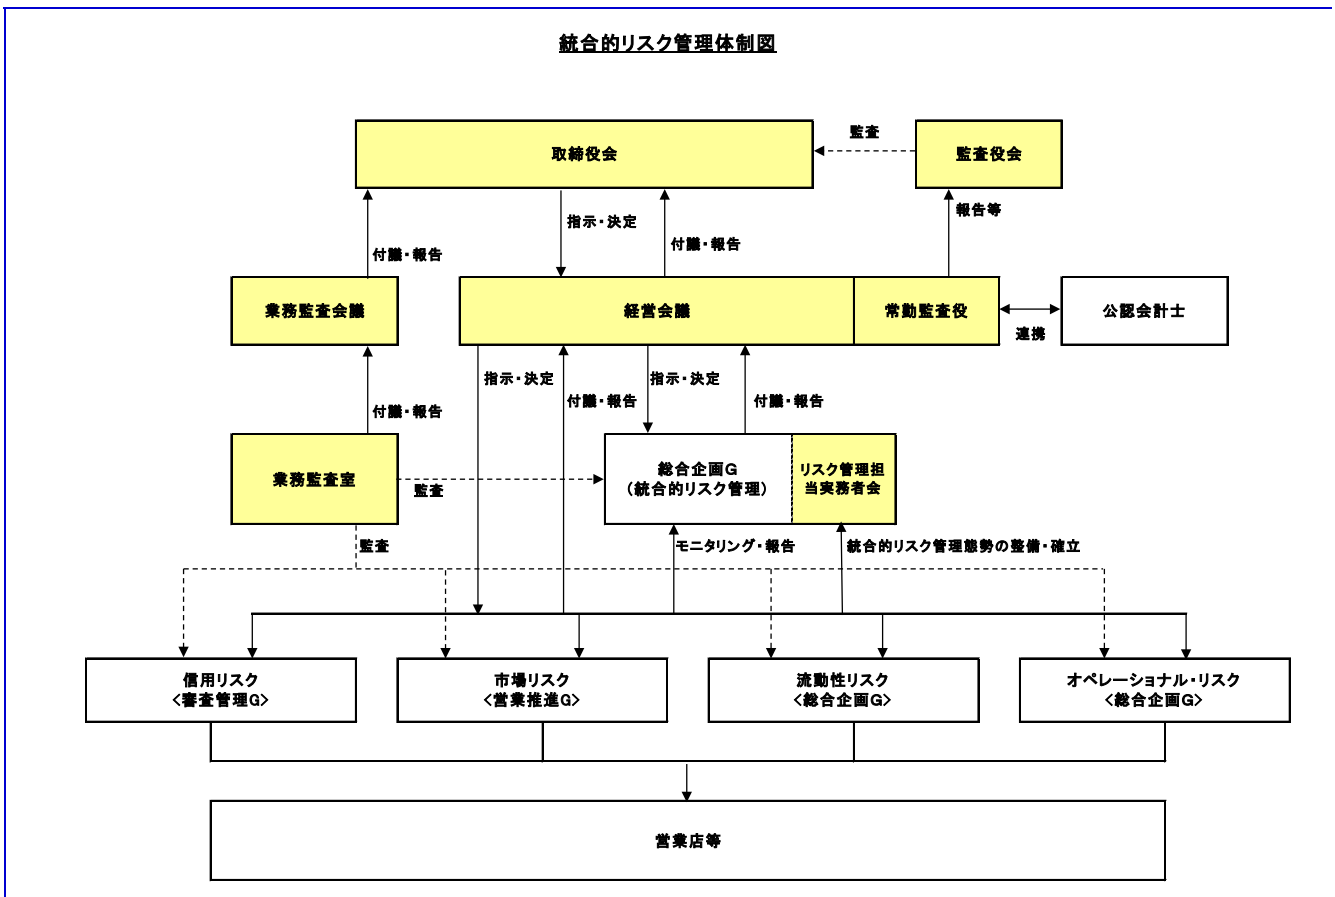 統合的リスク管理体制図
取締役会
監査
監査役会
指示・決定
付議・報告
報告等
付議・報告
業務監査会議
経営会議
常勤監査役
連携
公認会計士
指示・決定
付議・報告
指示・決定
付議・報告
付議・報告
業務監査室
監査
総合企画G
(統合的リスク管理)
リスク管理担
当実務者会
監査
モニタリング・報告
統合的リスク管理態勢の整備・確立
信用リスク
<審査管理G>
市場リスク
<営業推進G>
流動性リスク
<総合企画G>
オペレーショナル・リスク
<総合企画G>
営業店等